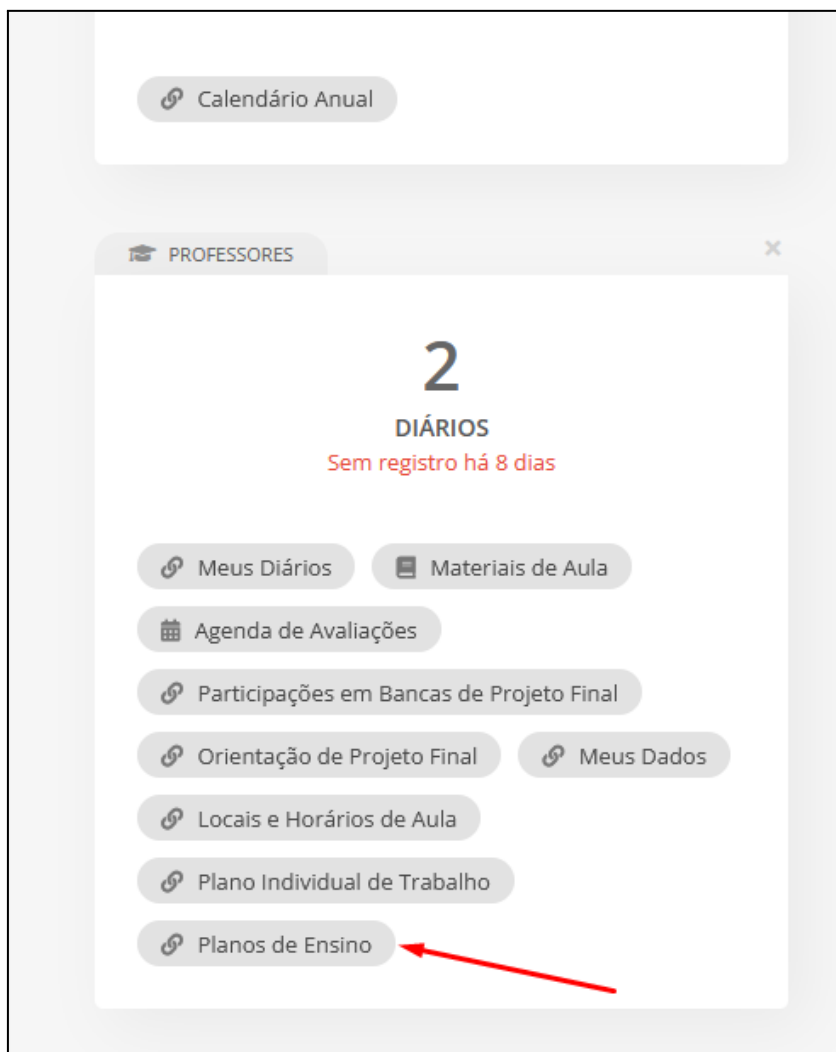 Calendário Anual
PROFESSORES
2
DIÁRIOS
Sem registro há 8 dias
Meus Diários Materiais de Aula
Agenda de Avaliações
Participações em Bancas de Projeto Final
Orientação de Projeto Final Meus Dados
Locais e Horários de Aula
Plano Individual de Trabalho
Planos de Ensino